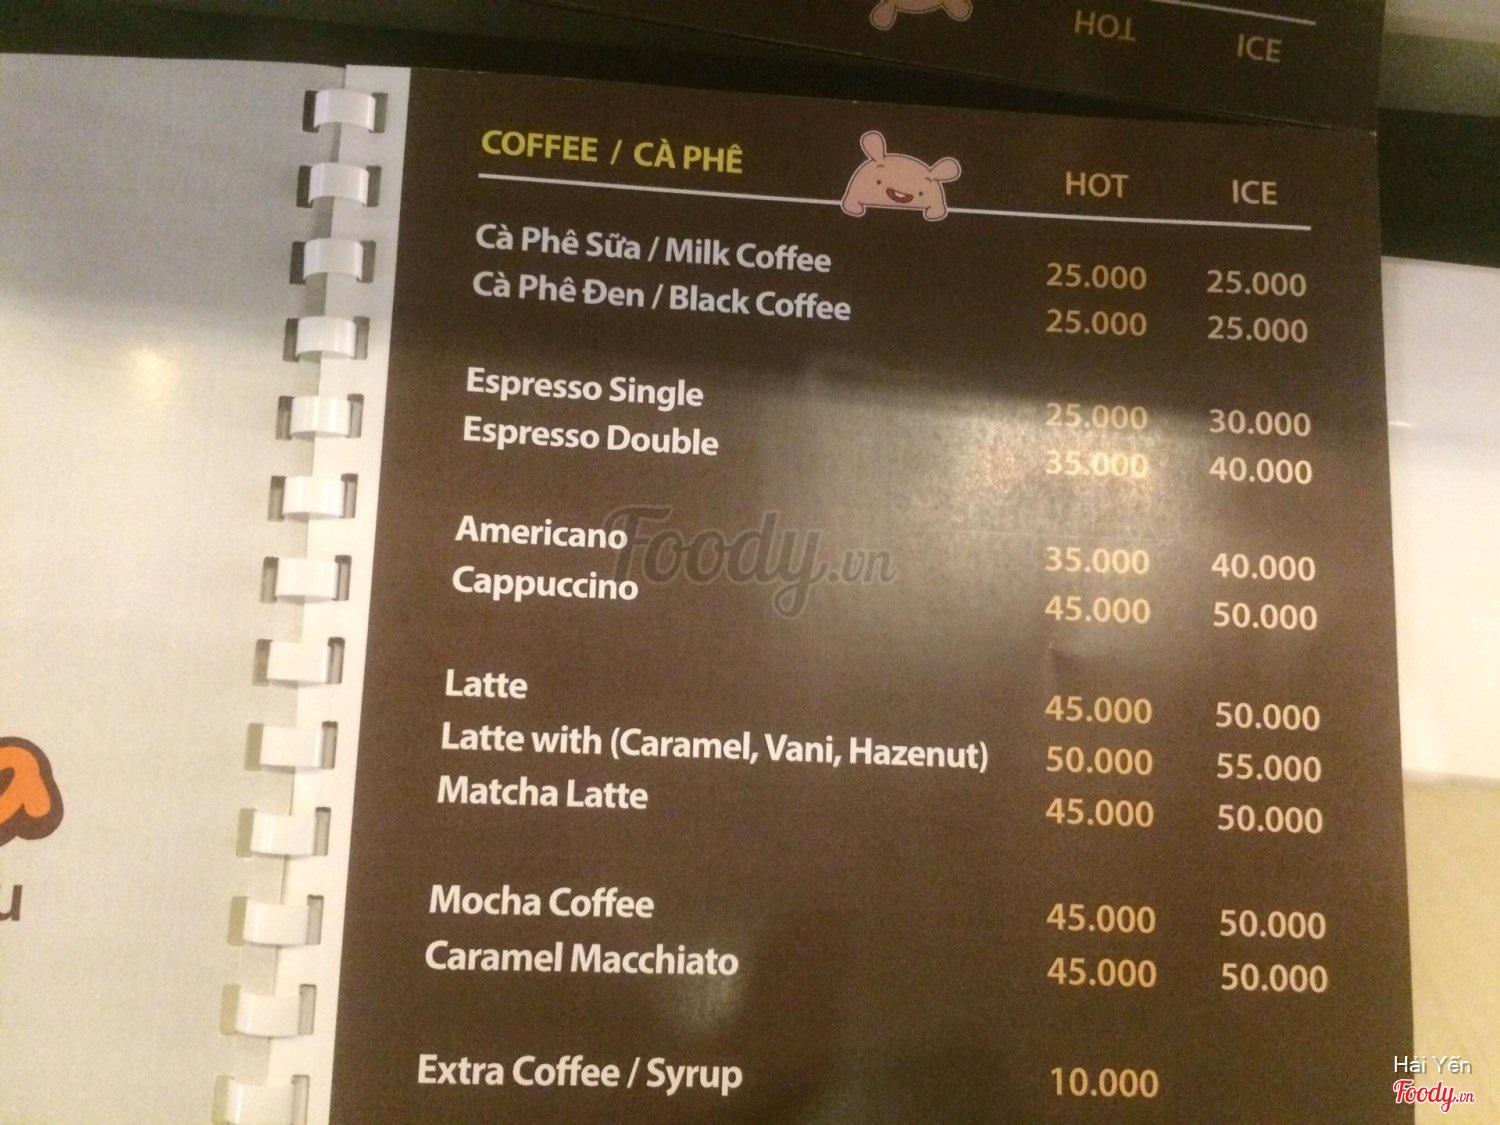 HOT ICE
COFFEE / CÀ PHÊ HOT ICE
Cà Phê Sữa / Milk Coffee 25.000 25.000
Cà Phê Đen / Black Coffee 25.000 25.000
Espresso Single 25.000 30.000
Espresso Double 35.000 40.000
Americano 35.000 40.000
Cappuccino 45.000 50.000
Foody.vn
Latte 45.000 50.000
Latte with (Caramel, Vani, Hazenut) 50.000 55.000
Matcha Latte 45.000 50.000
Mocha Coffee 45.000 50.000
Caramel Macchiato 45.000 50.000
Extra Coffee / Syrup 10.000
Hải Yến
Foody.vn